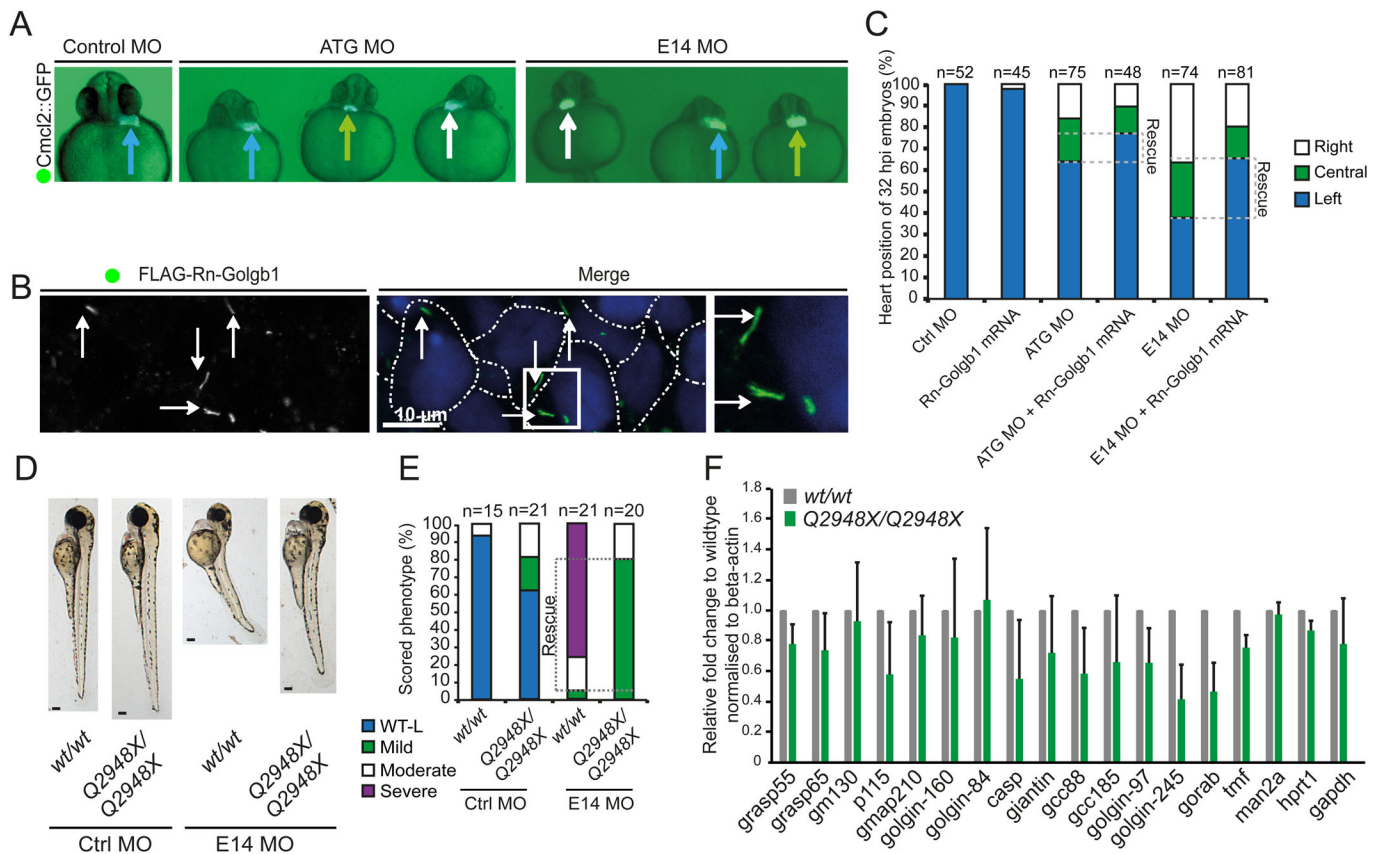 A
Control MO
ATG MO
E14 MO
Cmcl2::GFP
B
FLAG-Rn-Golgb1
Merge
10 µm
C
Heart position of 32 hpi embryos (%)
100
90
80
70
60
50
40
30
20
10
0
n=52
n=45
n=75
n=48
n=74
n=81
Rescue
Rescue
Right
Central
Left
Ctrl MO
Rn-Golgb1 mRNA
ATG MO
ATG MO + Rn-Golgb1 mRNA
E14 MO
E14 MO + Rn-Golgb1 mRNA
D
wt/wt
Q2948X/
Q2948X
wt/wt
Q2948X/
Q2948X
Ctrl MO
E14 MO
E
Scored phenotype (%)
100
90
80
70
60
50
40
30
20
10
0
n=15
n=21
n=21
n=20
Rescue
WT-L
Mild
Moderate
Severe
wt/wt
Q2948X/
Q2948X
wt/wt
Q2948X/
Q2948X
Ctrl MO
E14 MO
F
Relative fold change to wildtype
normalised to beta-actin
1.8
1.6
1.4
1.2
1.0
0.8
0.6
0.4
0.2
0
wt/wt
Q2948X/Q2948X
grasp55
grasp65
gm130
p115
gmap210
golgin-160
golgin-84
casp
giantin
gcc88
gcc185
golgin-97
golgin-245
gorab
tmf
man2a
hprt1
gapdh